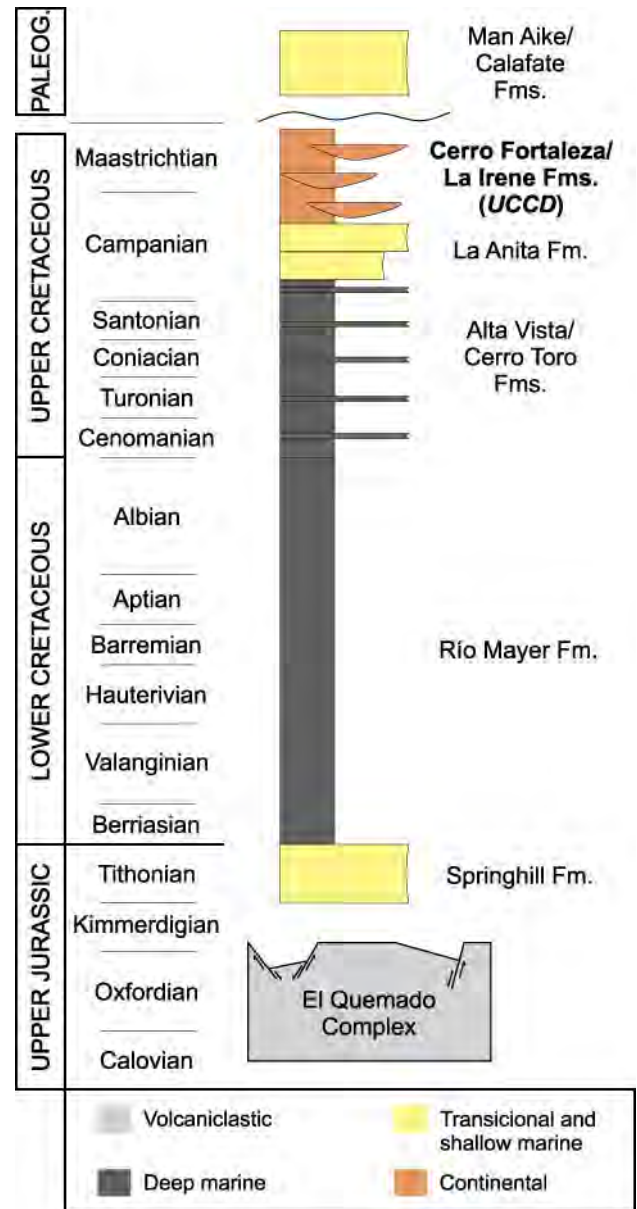 PALEOG.
Man Aike/
Calafate
Fms.
UPPER CRETACEOUS
Maastrichtian
Cerro Fortaleza/
La Irene Fms.
(UCCD)
Campanian
La Anita Fm.
Santonian
Coniacian
Turonian
Cenomanian
Alta Vista/
Cerro Toro
Fms.
LOWER CRETACEOUS
Albian
Aptian
Barremian
Hauterivian
Valanginian
Berriasian
Río Mayer Fm.
UPPER JURASSIC
Tithonian
Springhill Fm.
Kimmerdigian
Oxfordian
Calovian
El Quemado
Complex
Volcaniclastic
Transicional and
shallow marine
Deep marine
Continental